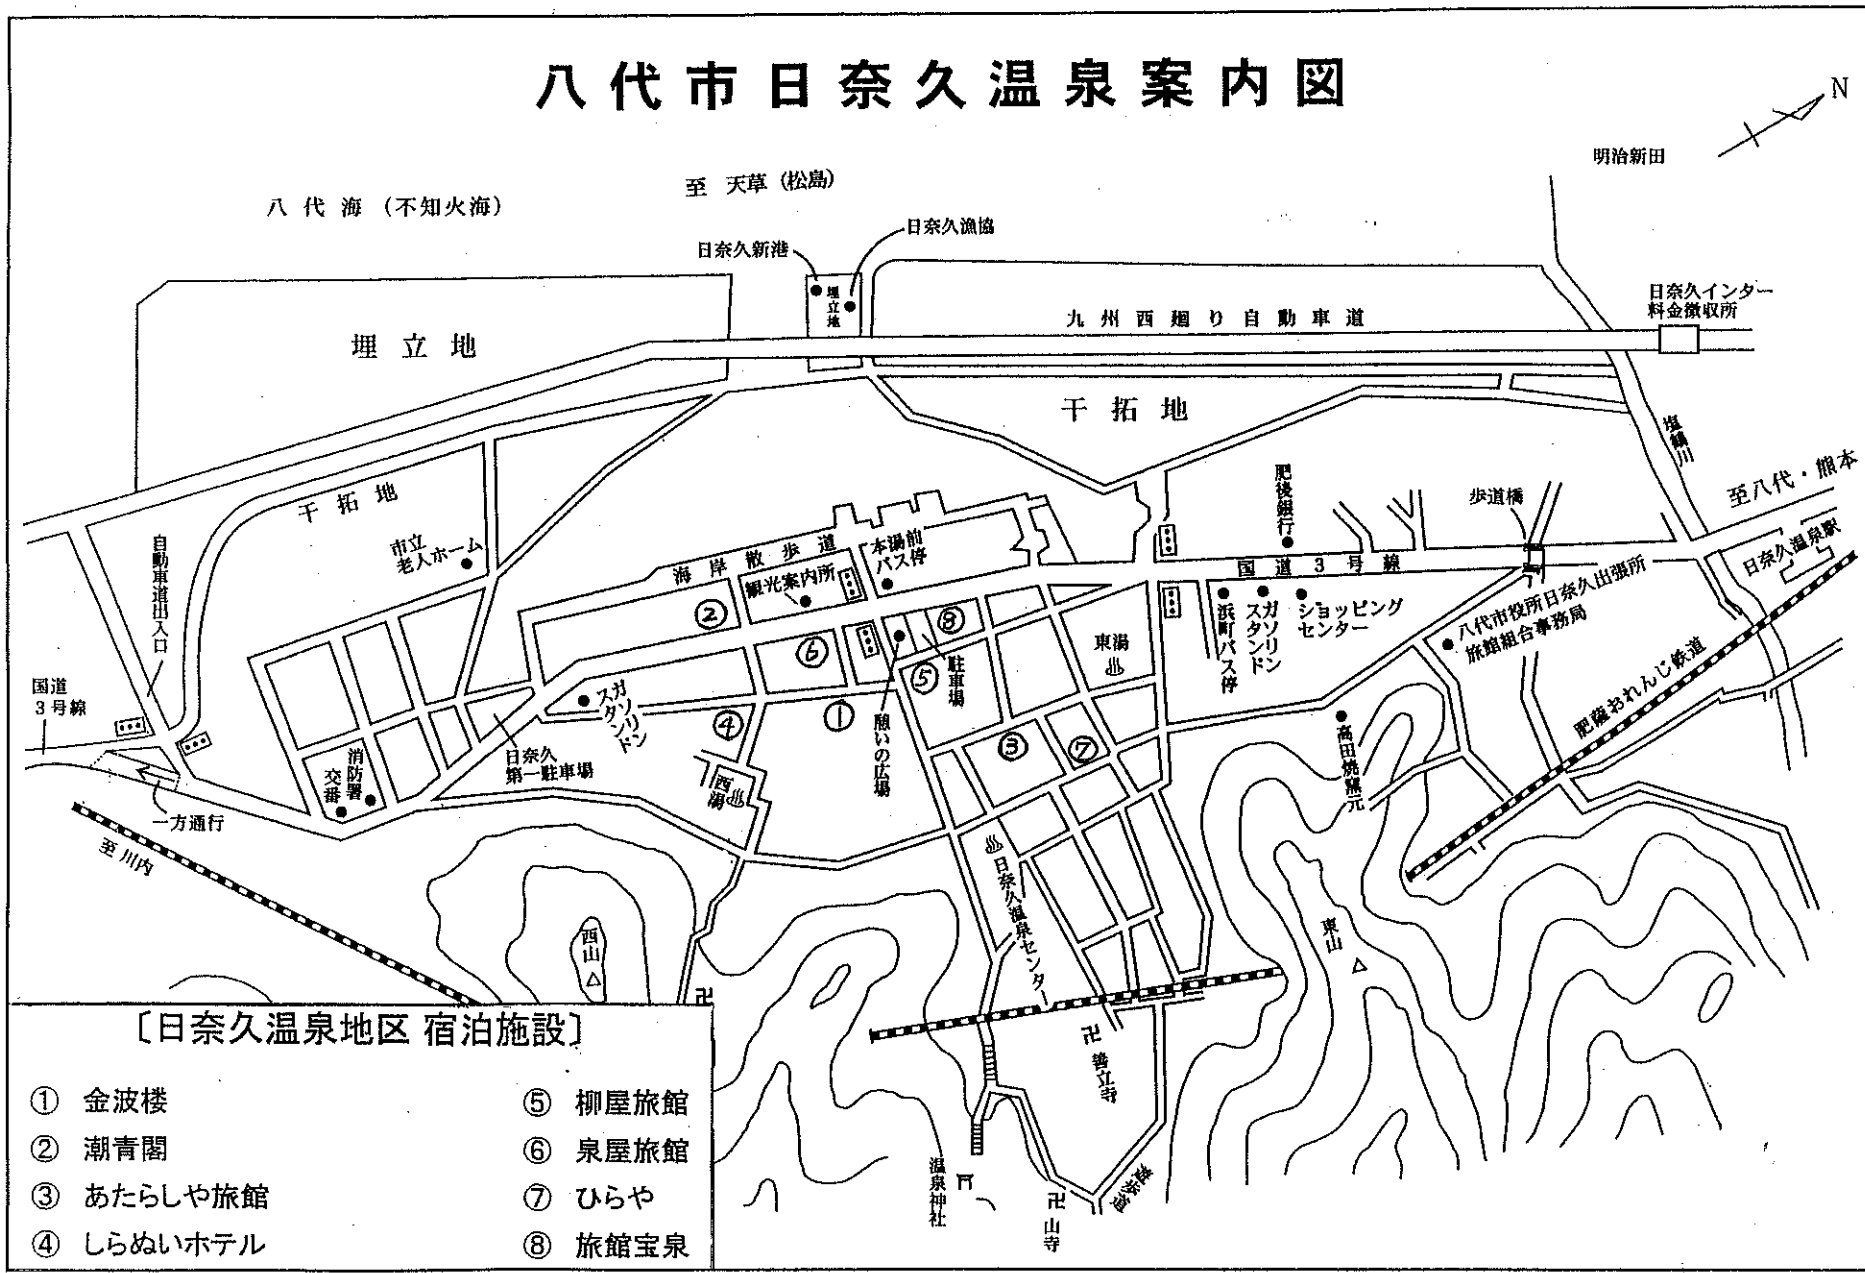 八代市日奈久温泉案内図
N
明治新田
至 天草 (松島)
八代海 (不知火海)
日奈久漁協
日奈久新港
埋立地
日奈久インター
料金徴収所
九州西廻り自動車道
埋立地
干拓地
塩鶴川
至八代・熊本
肥後銀行
歩道橋
干拓地
市立
老人ホーム
自動車道出入口
海岸散歩道
本湯前
バス停
観光案内所
国道3号線
日奈久温泉駅
②
⑧
⑥
⑤
①
④
③
⑦
東湯
駐車場
浜町バス停
ガソリン
スタンド
ショッピング
センター
八代市役所日奈久出張所
旅館組合事務局
肥薩おれんじ鉄道
国道
3号線
ガソリン
スタンド
憩いの広場
高田焼窯元
日奈久
第一駐車場
消防署
交番
西湯
一方通行
至 川内
日奈久温泉センター
西山
東山
卍
卍 善立寺
温泉神社
卍 山寺
遊歩道
〔日奈久温泉地区 宿泊施設〕
① 金波楼
② 潮青閣
③ あたらしや旅館
④ しらぬいホテル
⑤ 柳屋旅館
⑥ 泉屋旅館
⑦ ひらや
⑧ 旅館宝泉